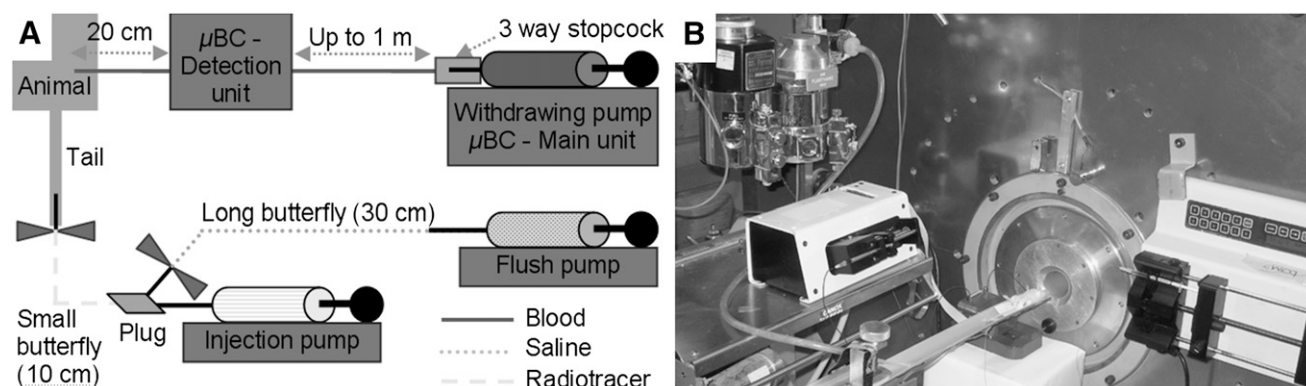 A
20 cm
µBC -
Detection
unit
Up to 1 m
3 way stopcock
Animal
Withdrawing pump
µBC - Main unit
Tail
Long butterfly (30 cm)
Flush pump
Small
butterfly
(10 cm)
Plug
Injection pump
Blood
Saline
Radiotracer
B